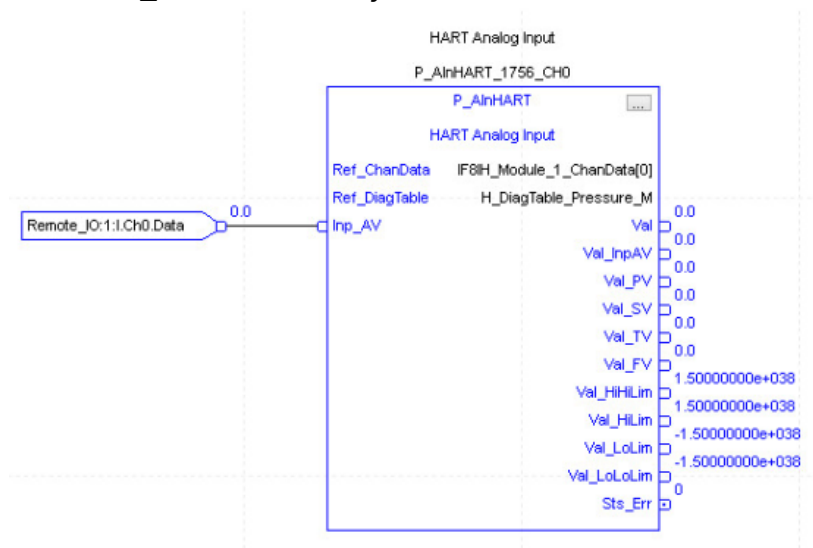 HART Analog Input
P_AInHART_1756_CH0
P_AInHART ...
HART Analog Input
Ref_ChanData IF8IH_Module_1_ChanData[0]
Ref_DiagTable H_DiagTable_Pressure_M
Remote_IO:1:I.Ch0.Data 0.0 Inp_AV Val 0.0
Val_InpAV 0.0
Val_PV 0.0
Val_SV 0.0
Val_TV 0.0
Val_FV 0.0
Val_HiHiLim 1.50000000e+038
Val_HiLim 1.50000000e+038
Val_LoLim -1.50000000e+038
Val_LoLoLim -1.50000000e+038
Sts_Err 0